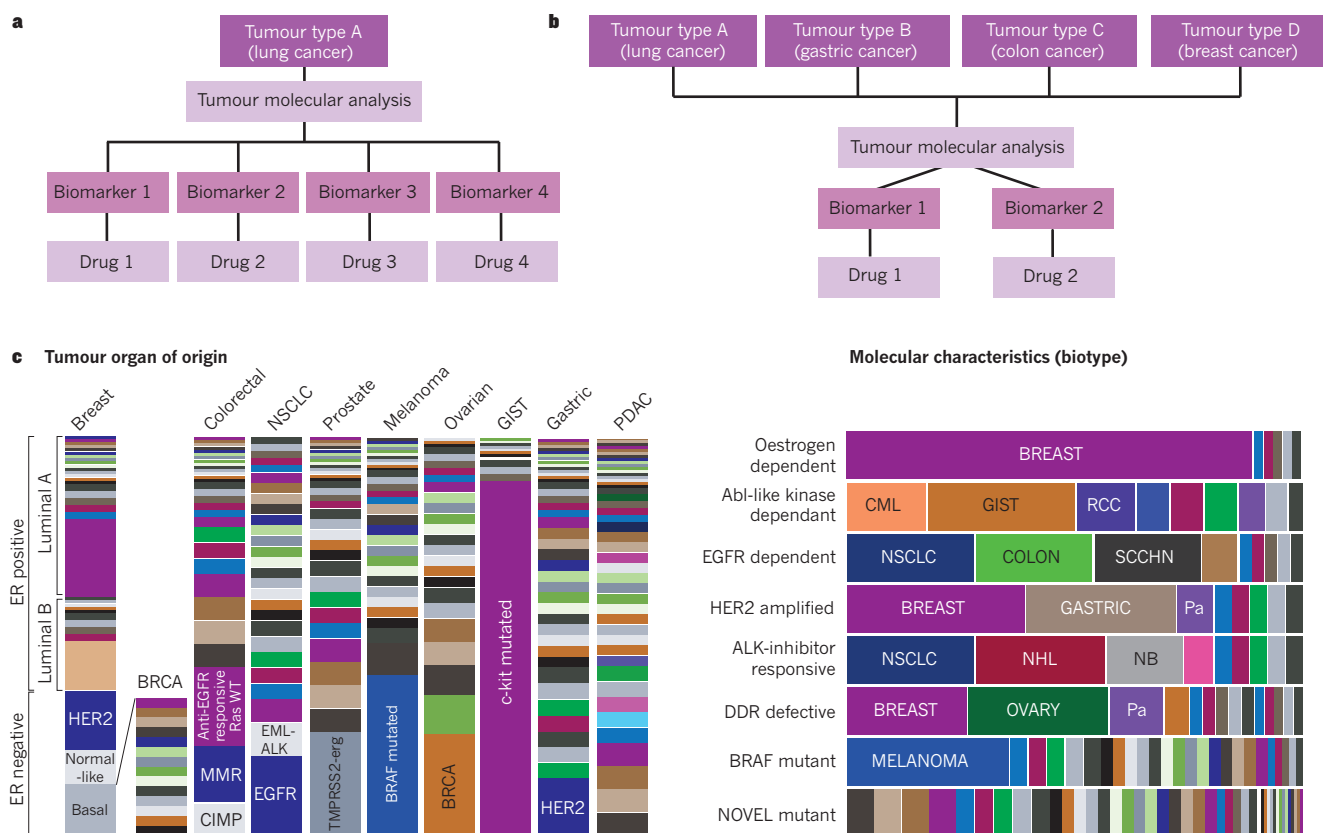 a
Tumour type A
(lung cancer)
Tumour molecular analysis
Biomarker 1
Biomarker 2
Biomarker 3
Biomarker 4
Drug 1
Drug 2
Drug 3
Drug 4
b
Tumour type A
(lung cancer)
Tumour type B
(gastric cancer)
Tumour type C
(colon cancer)
Tumour type D
(breast cancer)
Tumour molecular analysis
Biomarker 1
Biomarker 2
Drug 1
Drug 2
c Tumour organ of origin
Breast
Colorectal
NSCLC
Prostate
Melanoma
Ovarian
GIST
Gastric
PDAC
ER positive
Luminal A
Luminal B
ER negative
HER2
Normal
-like
Basal
BRCA
Anti-EGFR
responsive
Ras WT
MMR
CIMP
EML-
ALK
EGFR
TMPRSS2-erg
BRAF mutated
BRCA
c-kit mutated
HER2
Molecular characteristics (biotype)
Oestrogen
dependent
BREAST
Abl-like kinase
dependant
CML
GIST
RCC
EGFR dependent
NSCLC
COLON
SCCHN
HER2 amplified
BREAST
GASTRIC
Pa
ALK-inhibitor
responsive
NSCLC
NHL
NB
DDR defective
BREAST
OVARY
Pa
BRAF mutant
MELANOMA
NOVEL mutant